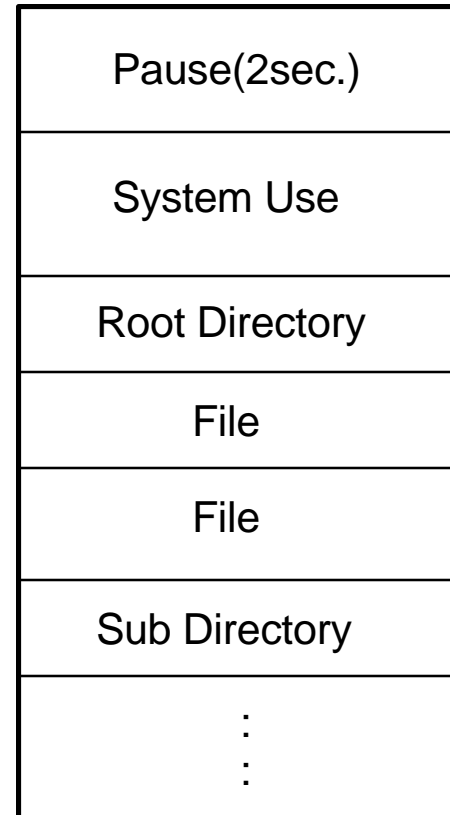 Pause(2sec.)
System Use
Root Directory
File
File
Sub Directory
:
: